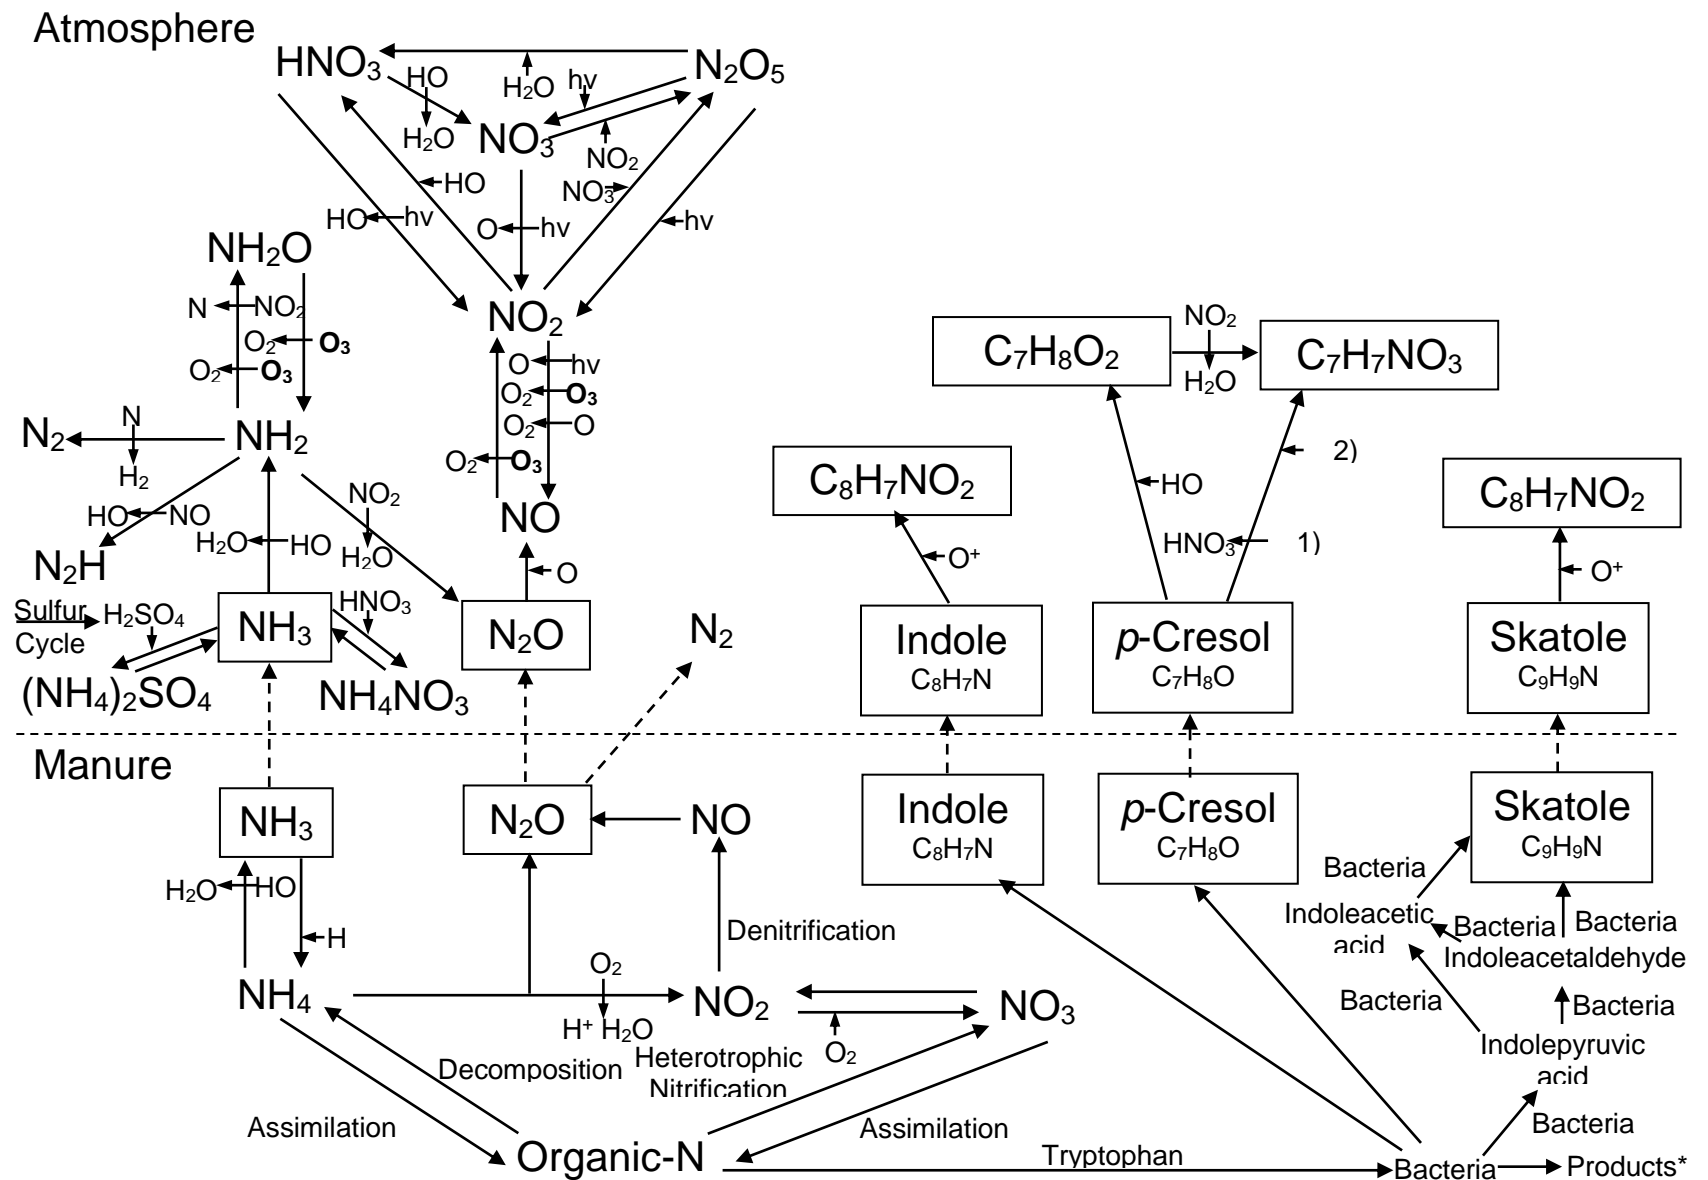 Atmosphere
HNO3
N2O5
HO
H2O
hv
H2O
NO3
NO2
HO
NO3
HO
hv
O
hv
hv
NH2O
N
NO2
O2
O3
O2
O3
NO2
O
hv
O2
O3
O2
O
O2
O3
NO
N2
N
H2
NH2
HO
NO
N2H
H2O
HO
NO2
H2O
O
C7H8O2
NO2
H2O
C7H7NO3
C8H7NO2
HO
2)
HNO3
1)
O+
C8H7NO2
O+
Sulfur
Cycle
H2SO4
NH3
HNO3
(NH4)2SO4
NH4NO3
N2O
N2
Indole
C8H7N
p-Cresol
C7H8O
Skatole
C9H9N
Manure
NH3
N2O
NO
Indole
C8H7N
p-Cresol
C7H8O
Skatole
C9H9N
H2O
HO
H
Denitrification
Bacteria
Indoleacetic
acid
Bacteria
Bacteria
Indoleacetaldehyde
NH4
O2
H+ H2O
NO2
NO3
O2
Bacteria
Bacteria
Indolepyruvic
acid
Decomposition
Heterotrophic
Nitrification
Assimilation
Organic-N
Assimilation
Tryptophan
Bacteria
Bacteria
Products*